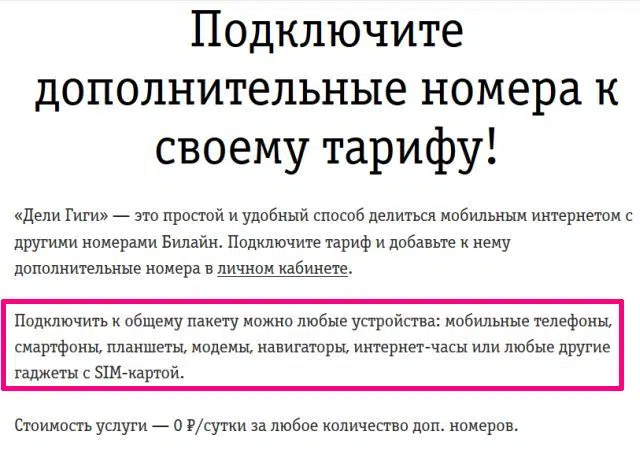 Подключите
дополнительные номера к
своему тарифу!
«Дели Гиги» — это простой и удобный способ делиться мобильным интернетом с
другими номерами Билайн. Подключите тариф и добавьте к нему
дополнительные номера в личном кабинете.
Подключить к общему пакету можно любые устройства: мобильные телефоны,
смартфоны, планшеты, модемы, навигаторы, интернет-часы или любые другие
гаджеты с SIM-картой.
Стоимость услуги — 0 ₽/сутки за любое количество доп. номеров.